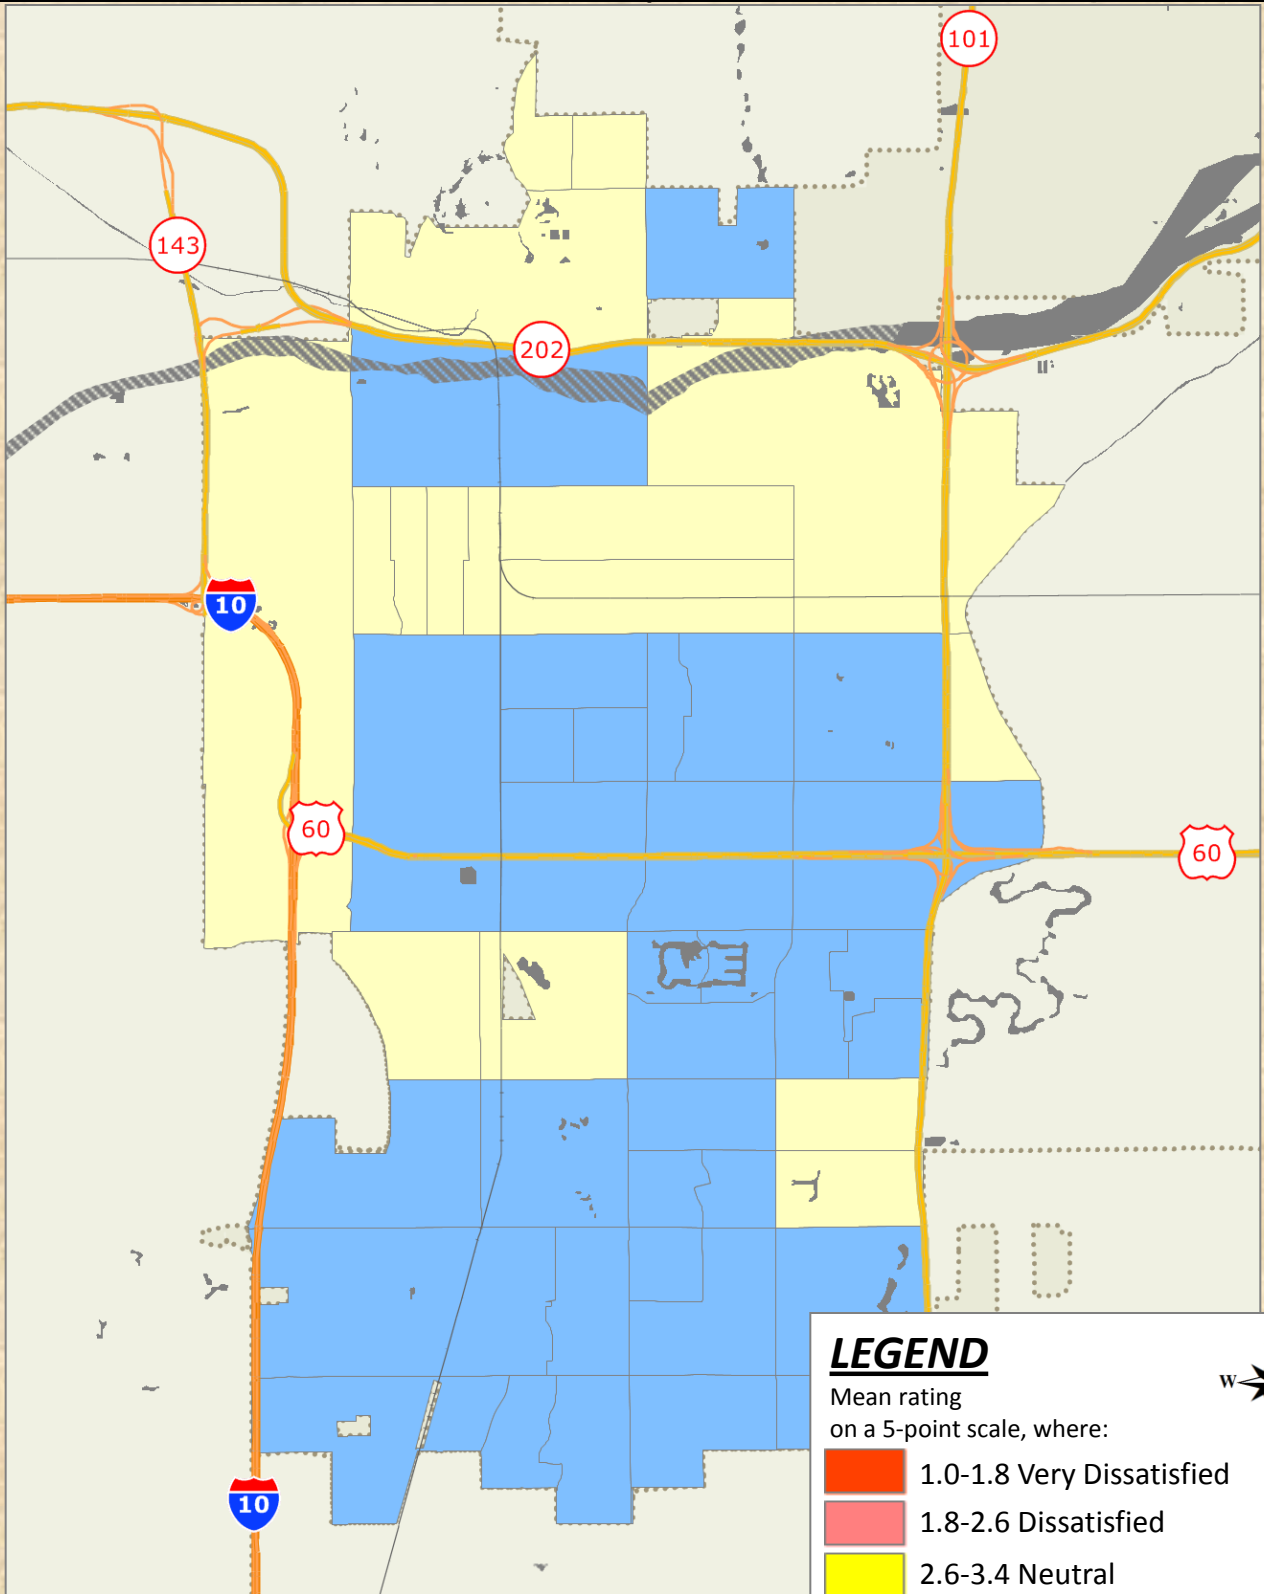 101
143
202
10
60
60
10
LEGEND
Mean rating
on a 5-point scale, where:
W
1.0-1.8 Very Dissatisfied
1.8-2.6 Dissatisfied
2.6-3.4 Neutral